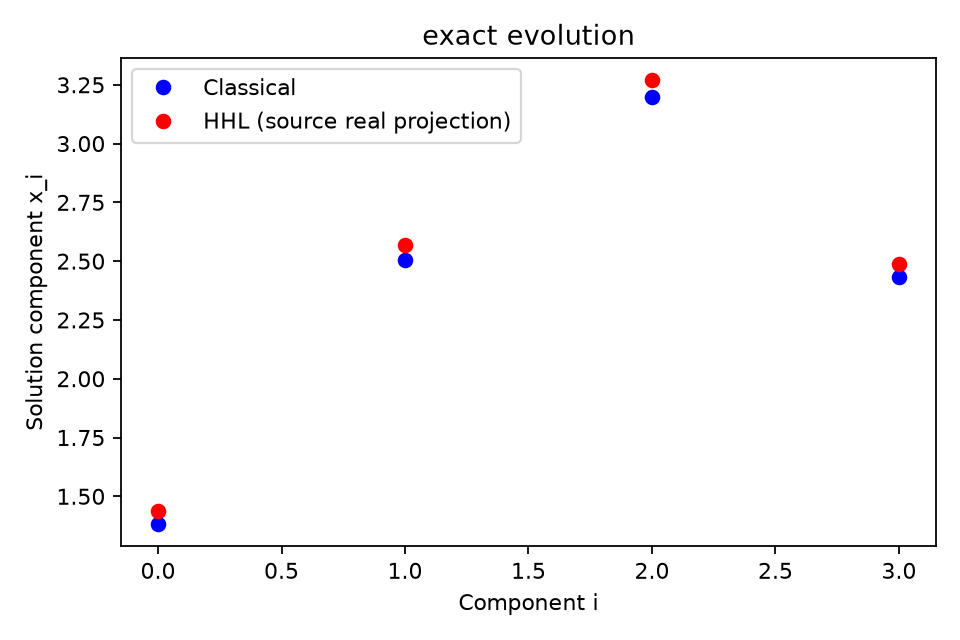 exact evolution
Classical
HHL (source real projection)
Solution component x_i
3.25
3.00
2.75
2.50
2.25
2.00
1.75
1.50
0.0 0.5 1.0 1.5 2.0 2.5 3.0
Component i